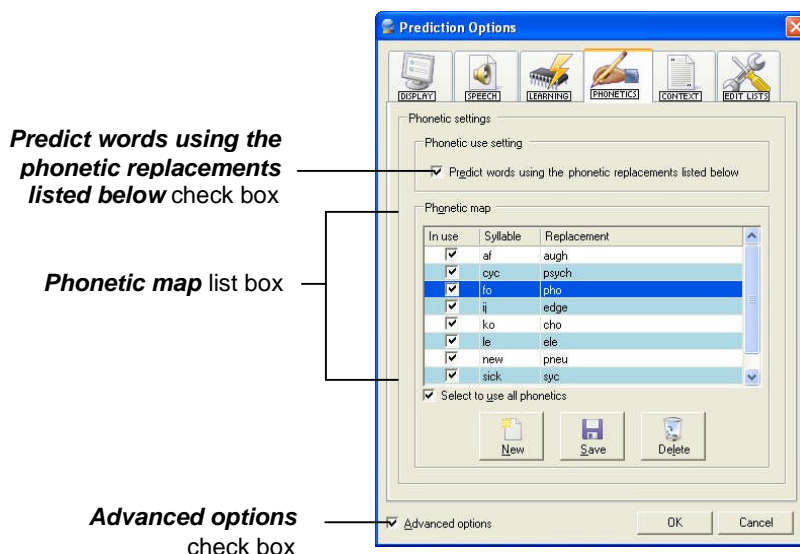 Prediction Options
DISPLAY SPEECH LEARNING PHONETICS CONTEXT EDIT LISTS
Phonetic settings
Phonetic use setting
Predict words using the phonetic replacements listed below
Predict words using the
phonetic replacements
listed below check box
Phonetic map
In use Syllable Replacement
af augh
cyc psych
fo pho
ij edge
ko cho
le ele
new pneu
sick syc
Phonetic map list box
Select to use all phonetics
New Save Delete
Advanced options
check box
Advanced options OK Cancel